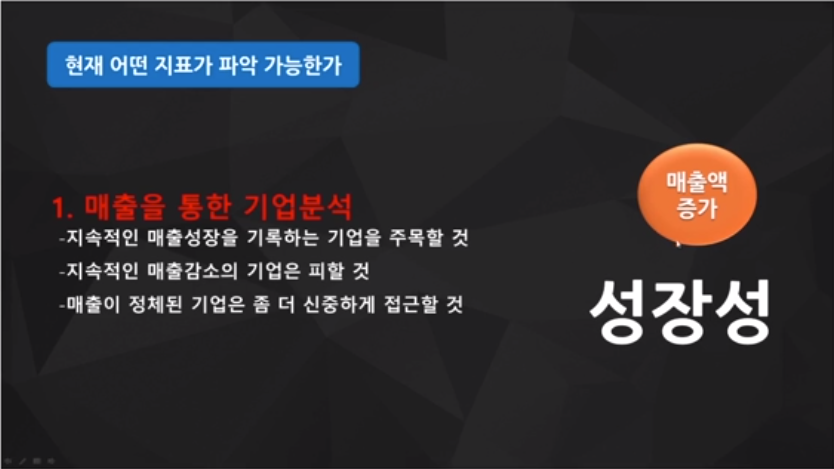 현재 어떤 지표가 파악 가능한가
1. 매출을 통한 기업분석
-지속적인 매출성장을 기록하는 기업을 주목할 것
-지속적인 매출감소의 기업은 피할 것
-매출이 정체된 기업은 좀 더 신중하게 접근할 것
매출액
증가
성장성